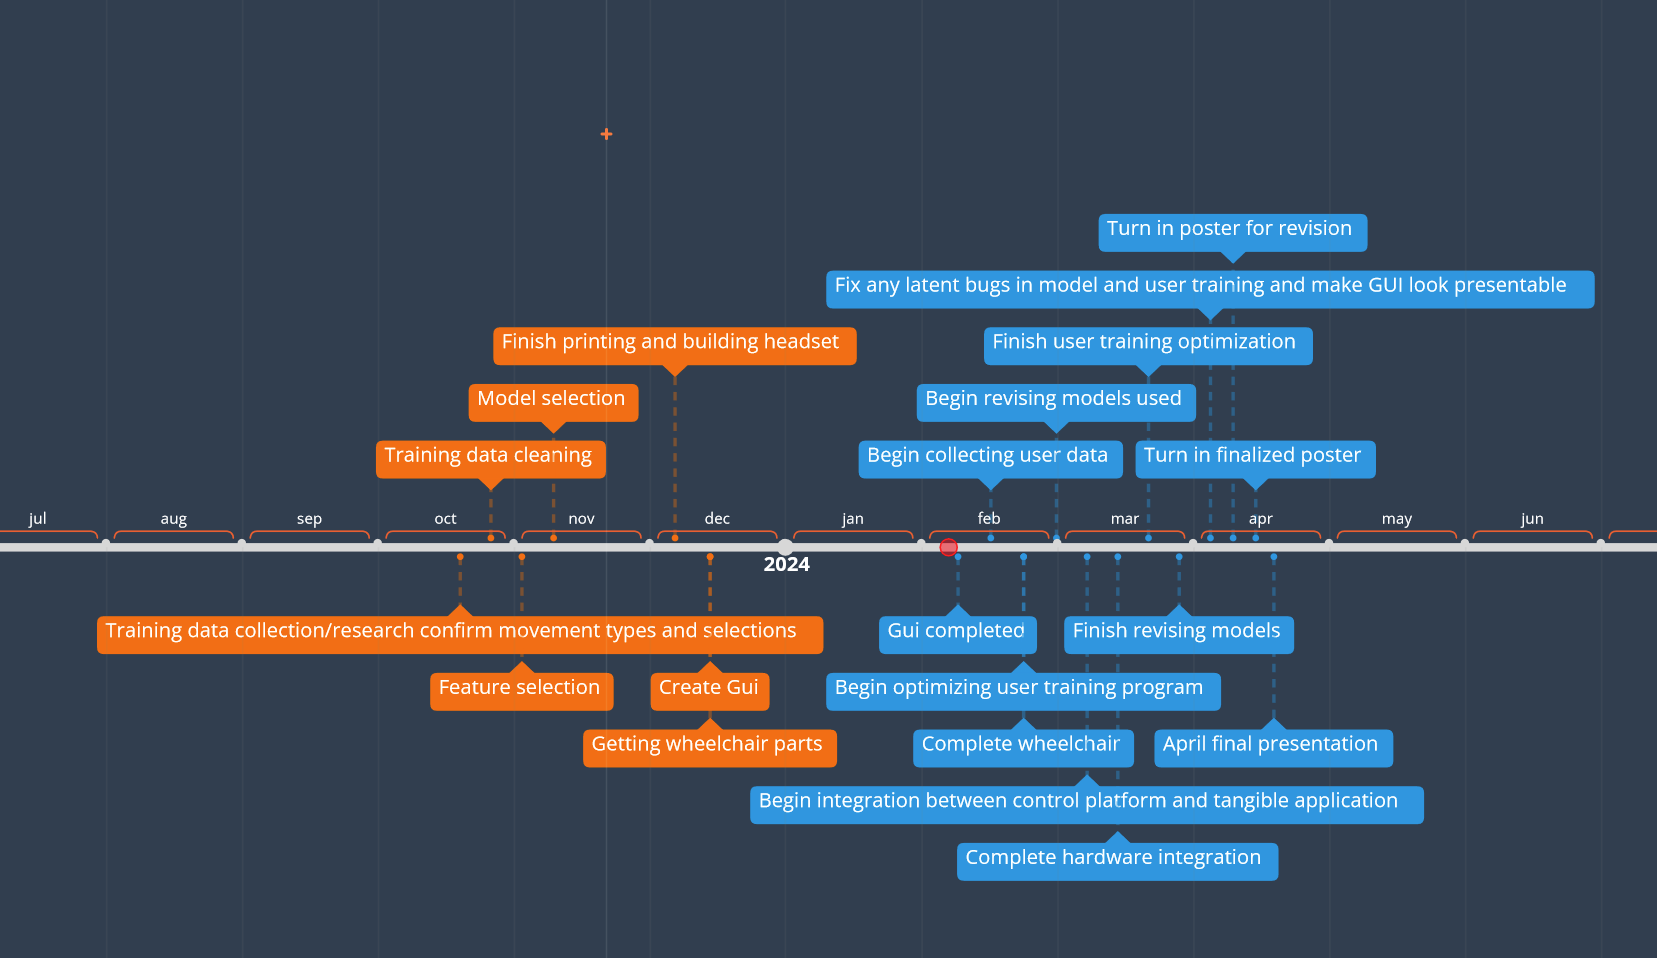 Turn in poster for revision
Fix any latent bugs in model and user training and make GUI look presentable
Finish printing and building headset
Finish user training optimization
Model selection
Begin revising models used
Training data cleaning
Begin collecting user data
Turn in finalized poster
jul aug sep oct nov dec jan feb mar apr may jun
2024
Training data collection/research confirm movement types and selections
Gui completed
Finish revising models
Feature selection
Create Gui
Begin optimizing user training program
Getting wheelchair parts
Complete wheelchair
April final presentation
Begin integration between control platform and tangible application
Complete hardware integration